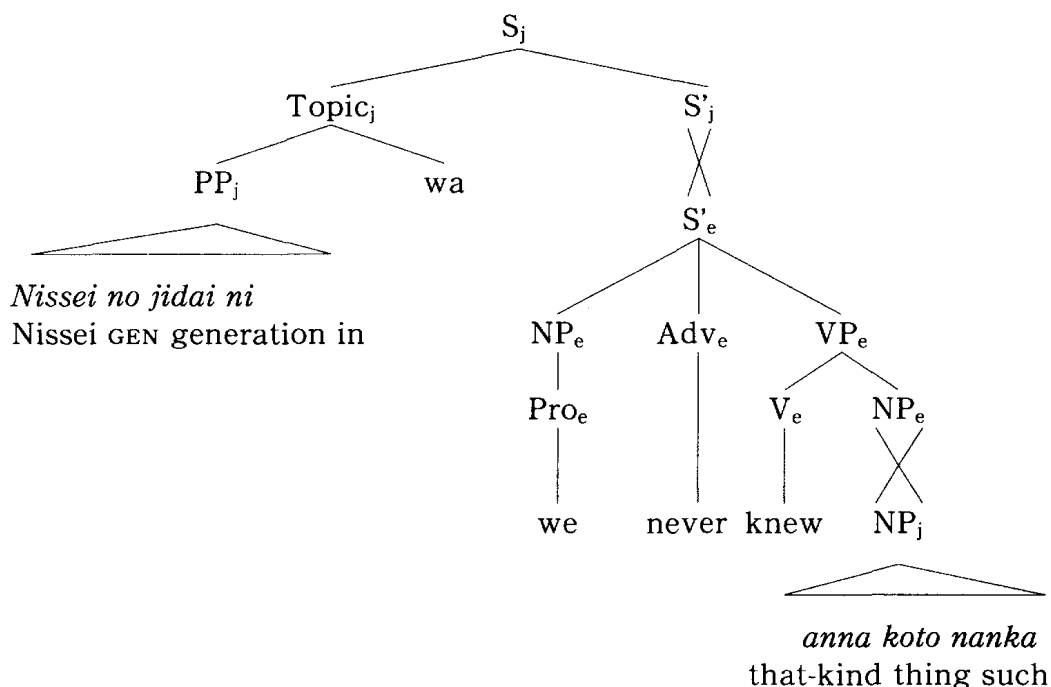 Sj
Topicj S'j
PPj wa
S'e
Nissei no jidai ni
Nissei GEN generation in
NPe Adve VPe
Proe Ve NPe
we never knew NPj
anna koto nanka
that-kind thing such